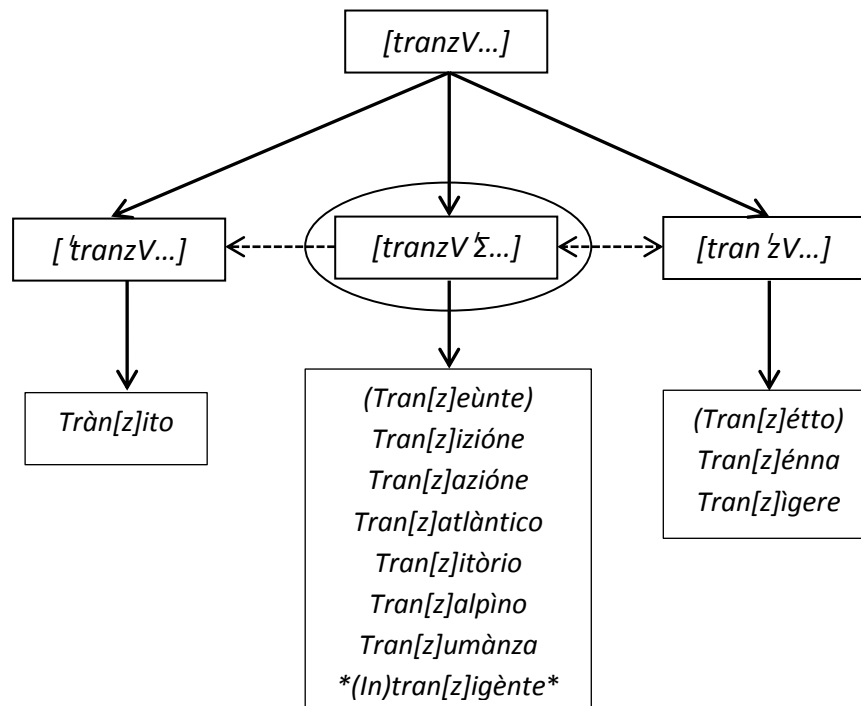 [tranzV...]
[ˈtranzV...]
[tranzVˈΣ...]
[tranˈzV...]
Tràn[z]ito
(Tran[z]eùnte)
Tran[z]izióne
Tran[z]azióne
Tran[z]atlàntico
Tran[z]itòrio
Tran[z]alpìno
Tran[z]umànza
*(In)tran[z]igènte*
(Tran[z]étto)
Tran[z]énna
Tran[z]ìgere